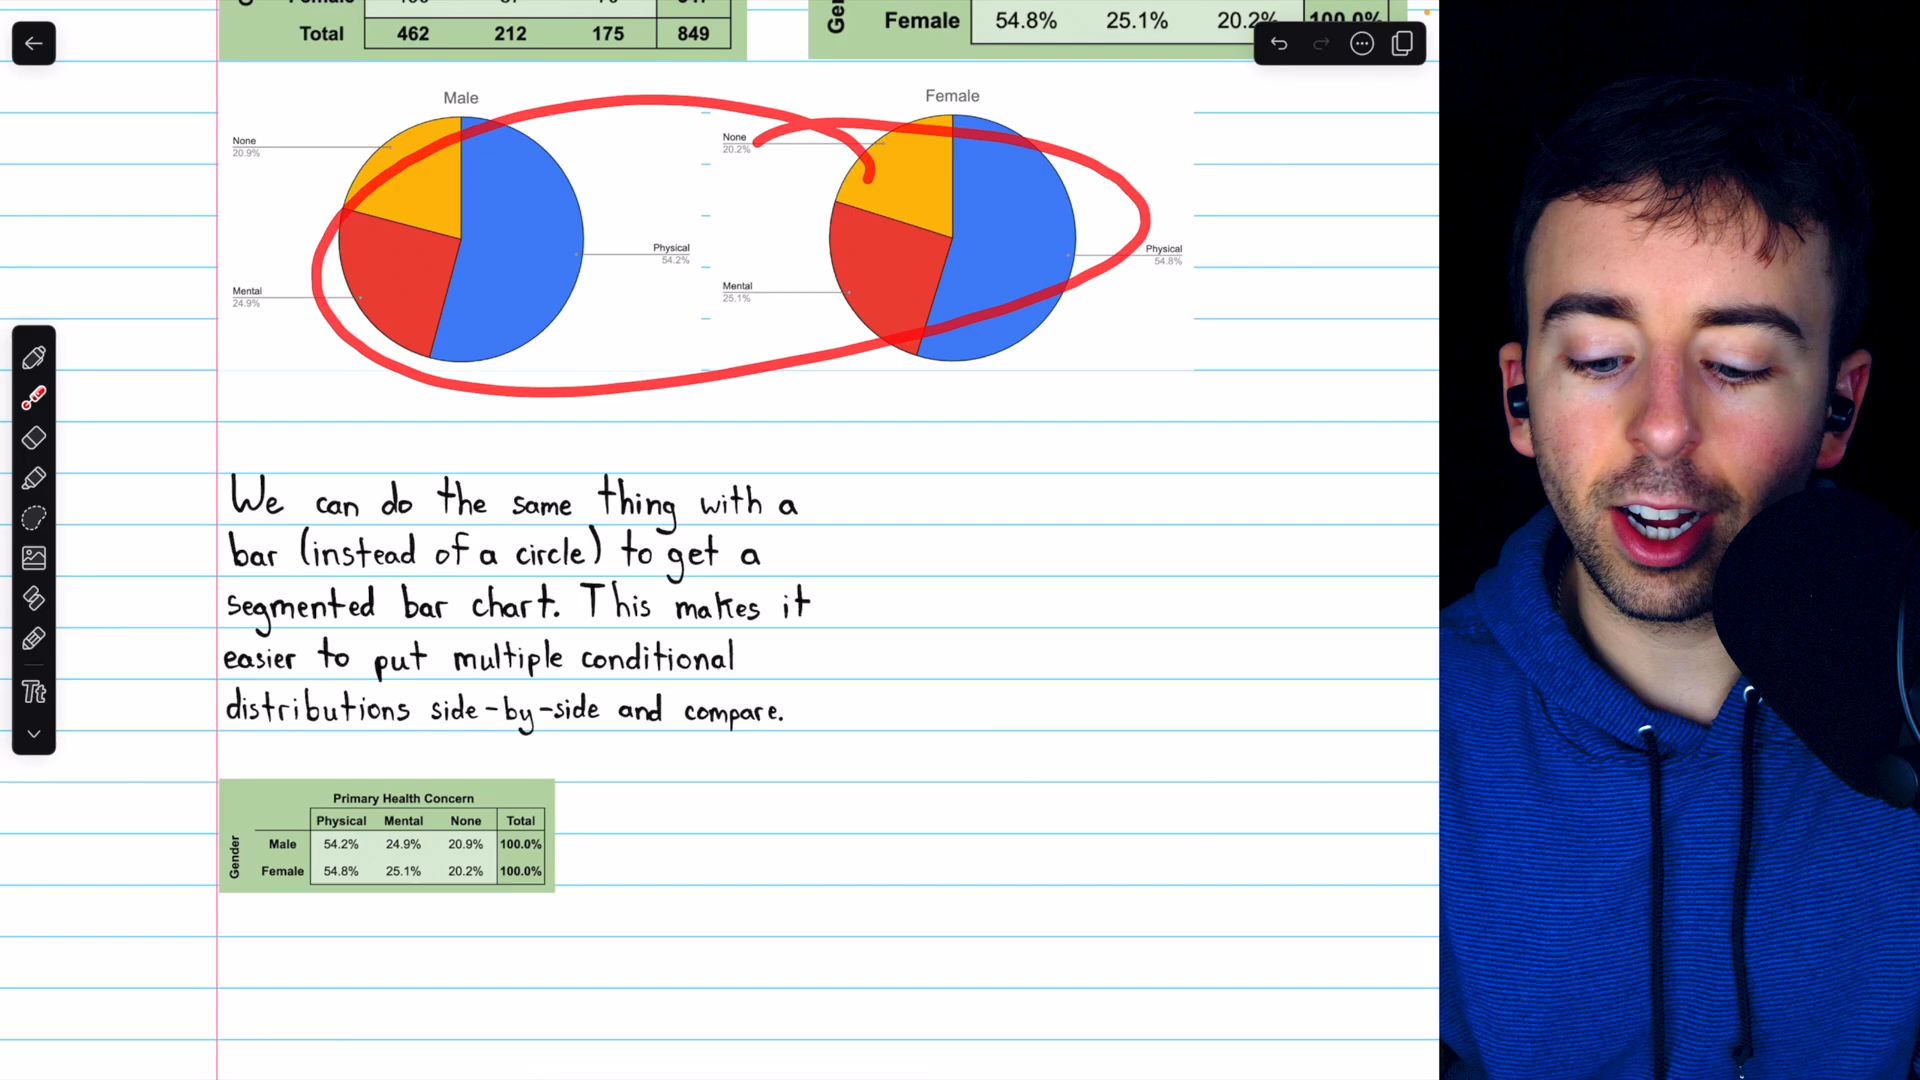 Total 462 212 175 849
Female 54.8% 25.1% 20.2% 100.0%
Male
None
20.9%
Physical
54.2%
Mental
24.9%
Female
None
20.2%
Physical
54.8%
Mental
25.1%
We can do the same thing with a
bar (instead of a circle) to get a
segmented bar chart. This makes it
easier to put multiple conditional
distributions side-by-side and compare.
Primary Health Concern
Physical Mental None Total
Gender
Male 54.2% 24.9% 20.9% 100.0%
Female 54.8% 25.1% 20.2% 100.0%
Tt